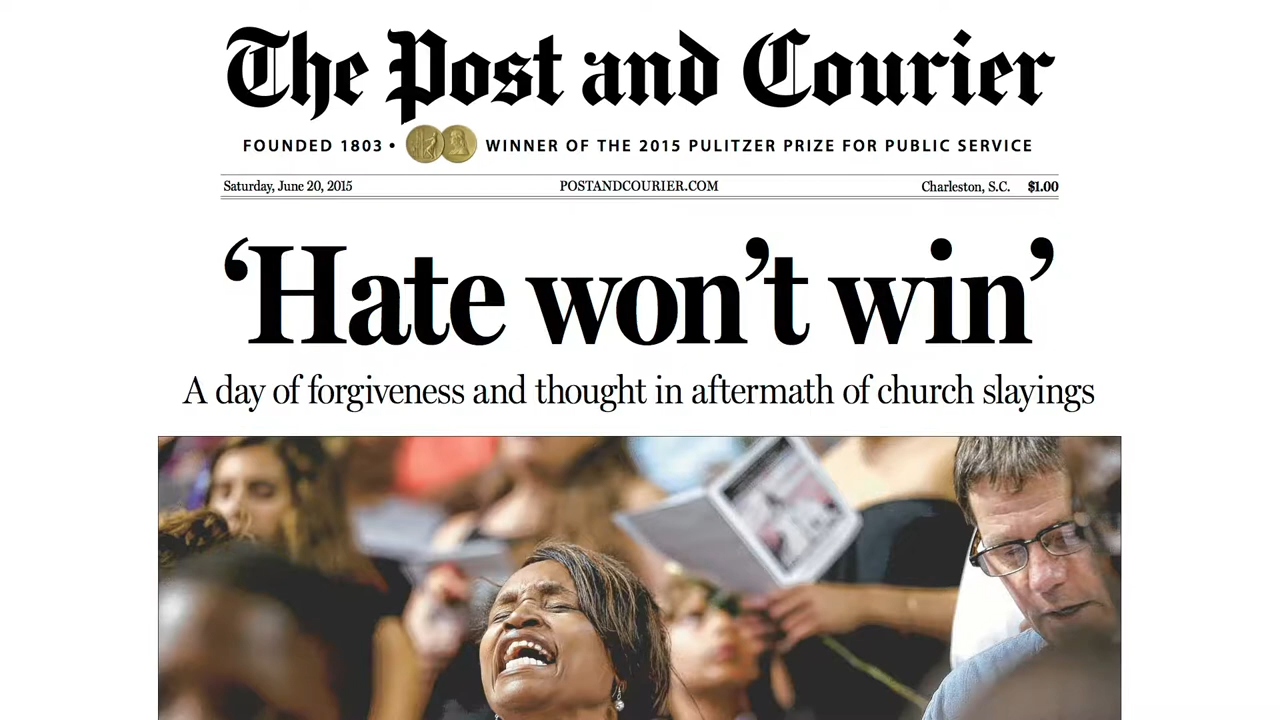 The Post and Courier
FOUNDED 1803 • WINNER OF THE 2015 PULITZER PRIZE FOR PUBLIC SERVICE
Saturday, June 20, 2015 POSTANDCOURIER.COM Charleston, S.C. $1.00
‘Hate won’t win’
A day of forgiveness and thought in aftermath of church slayings